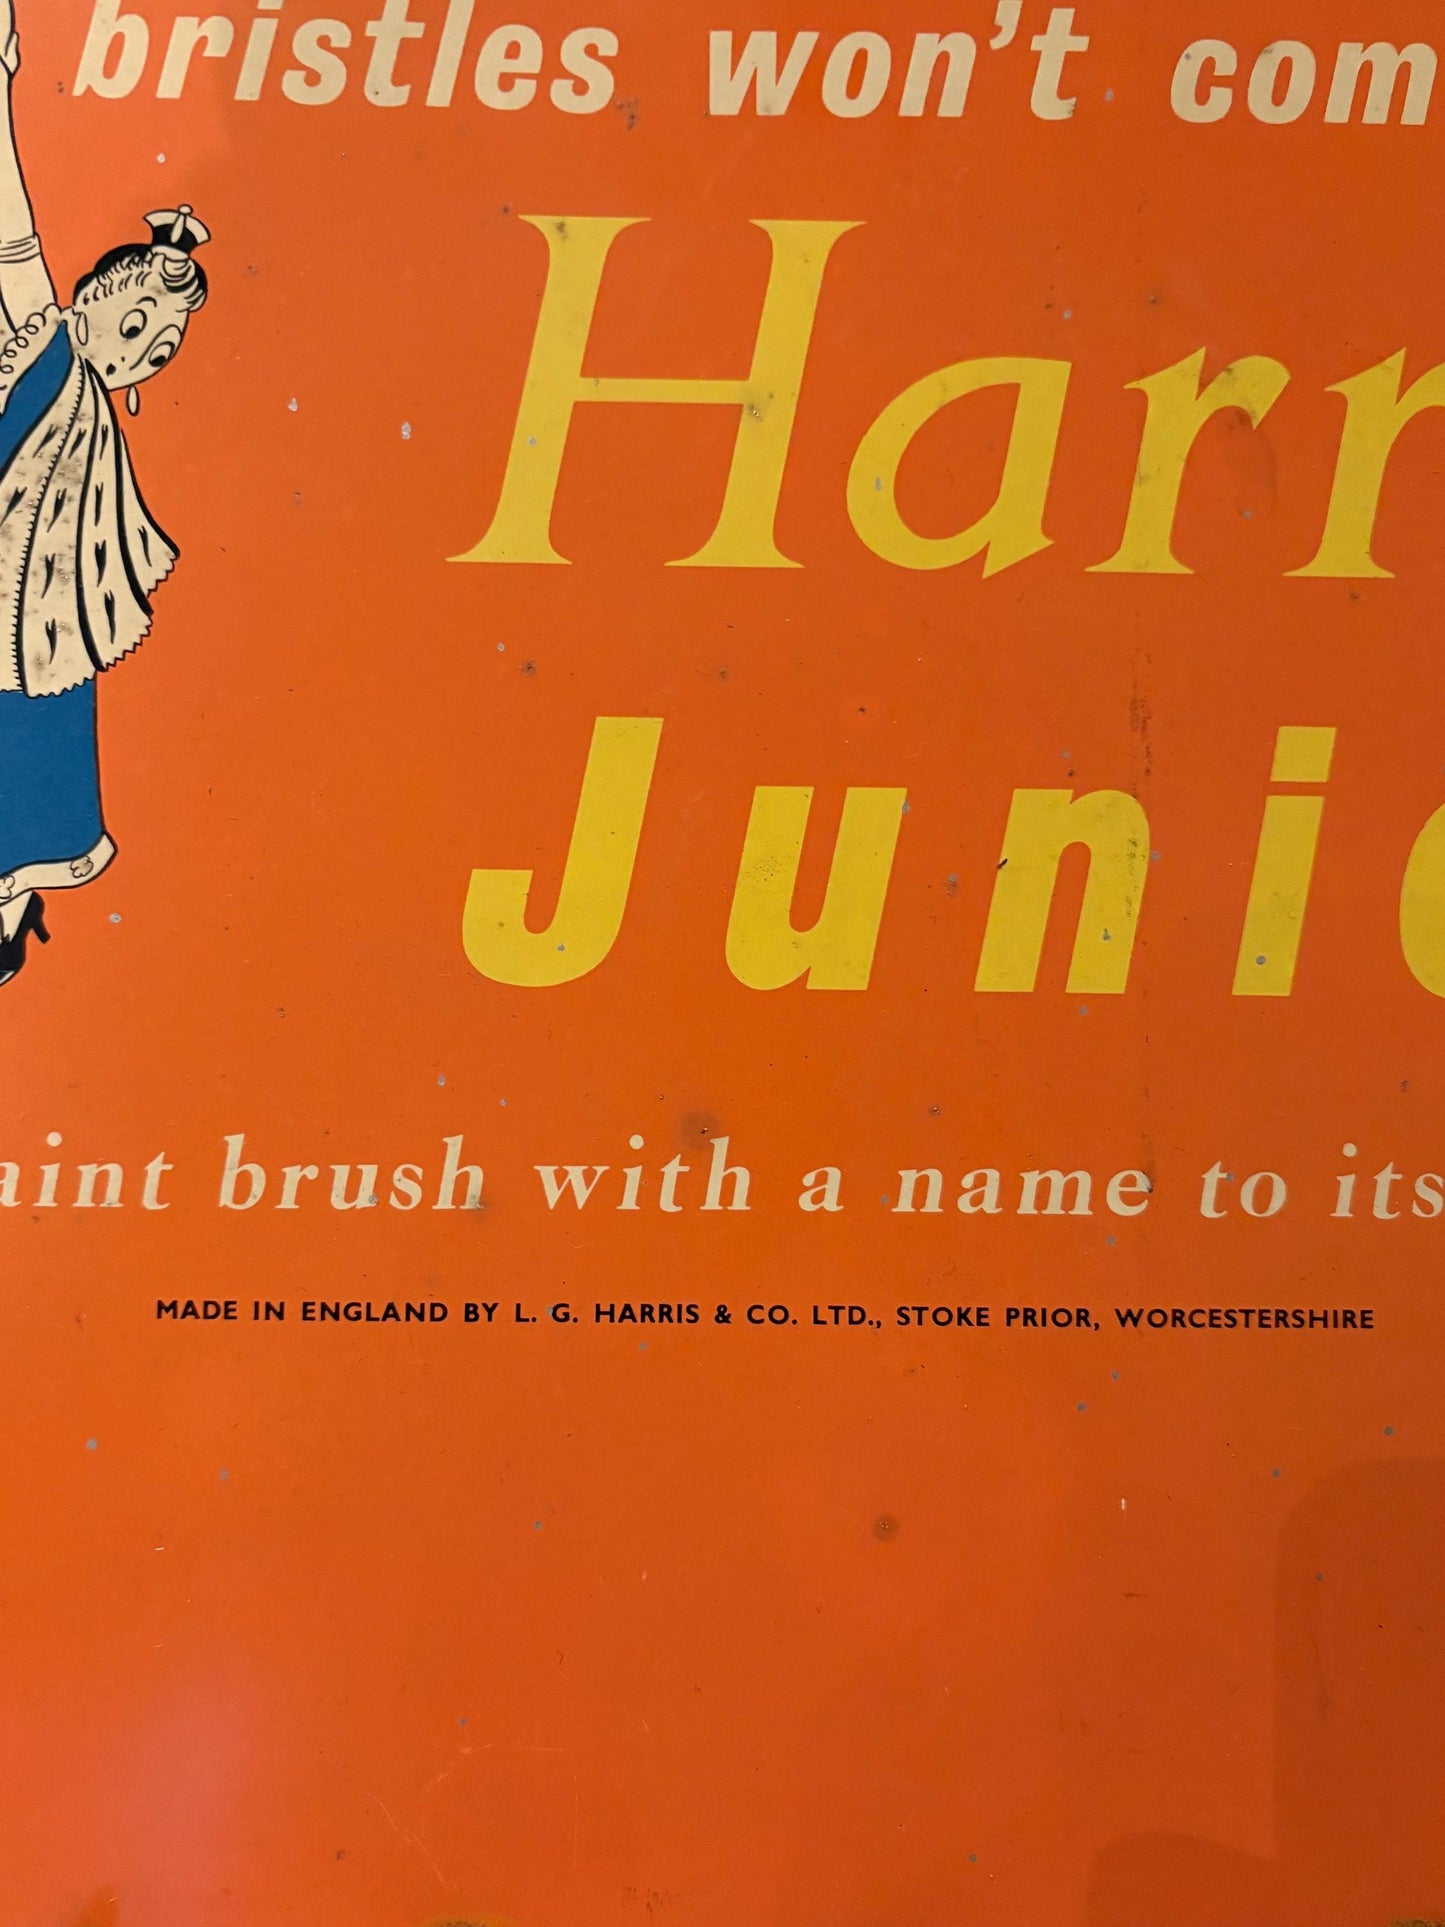 bristles won't com
Harr
Juni
aint brush with a name to its
MADE IN ENGLAND BY L. G. HARRIS & CO. LTD., STOKE PRIOR, WORCESTERSHIRE